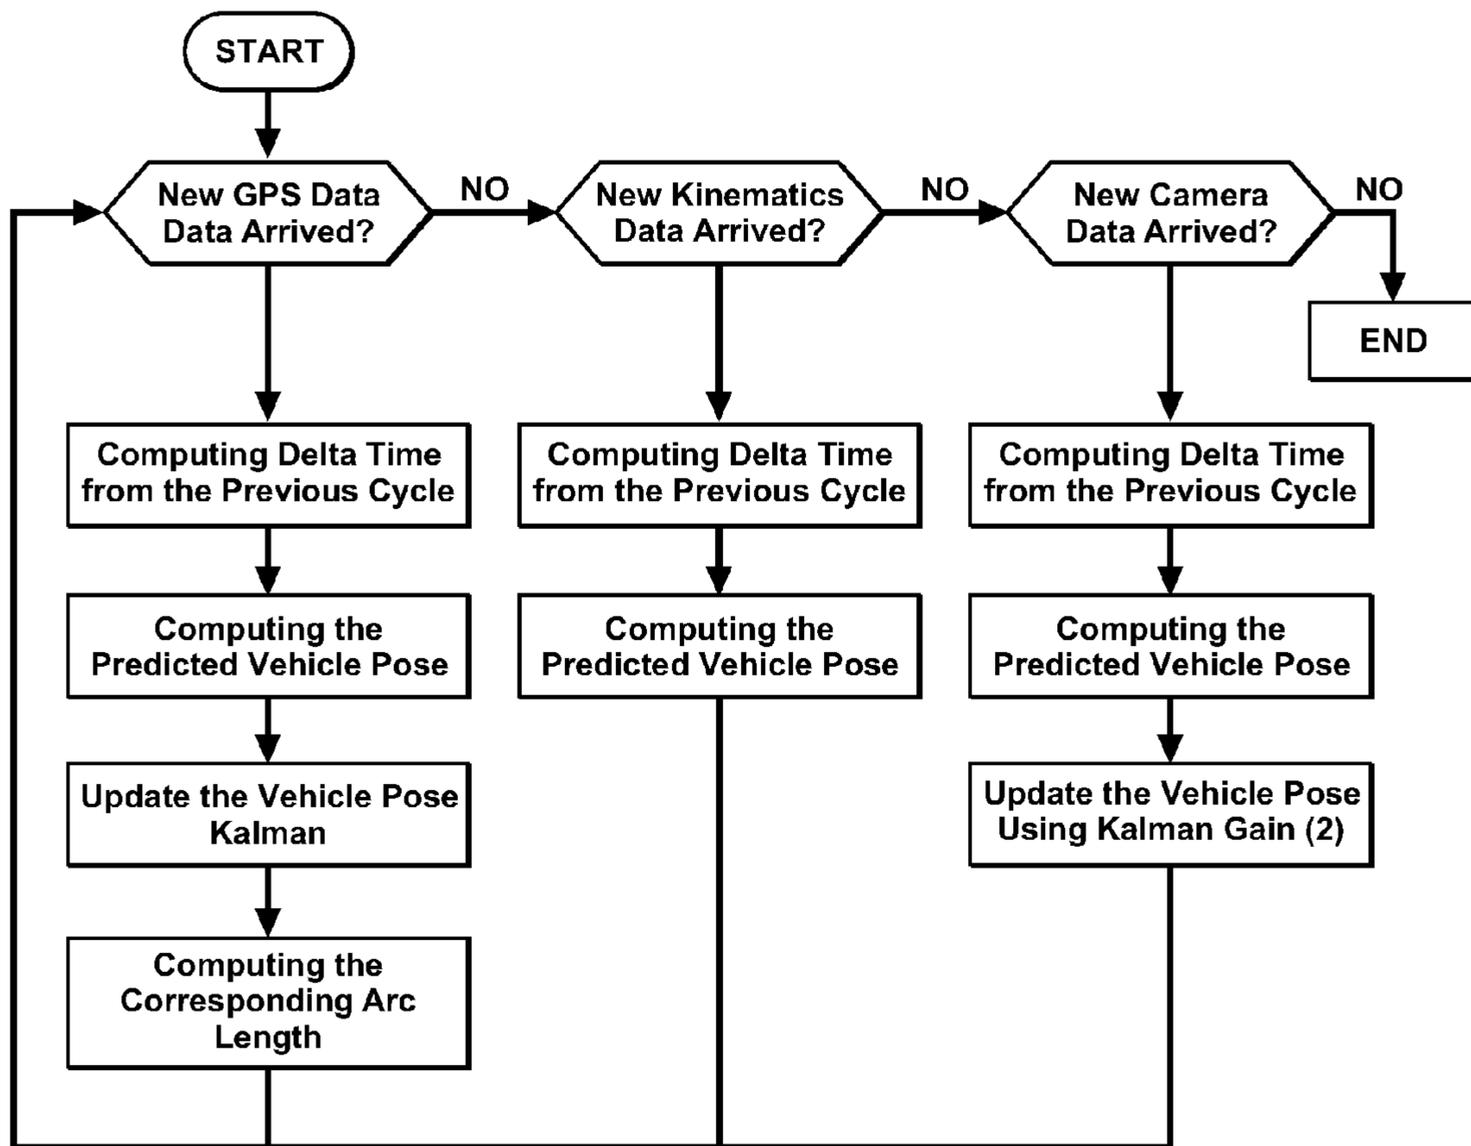 START
New GPS Data
Data Arrived?
NO
New Kinematics
Data Arrived?
NO
New Camera
Data Arrived?
NO
END
Computing Delta Time
from the Previous Cycle
Computing Delta Time
from the Previous Cycle
Computing Delta Time
from the Previous Cycle
Computing the
Predicted Vehicle Pose
Computing the
Predicted Vehicle Pose
Computing the
Predicted Vehicle Pose
Update the Vehicle Pose
Kalman
Update the Vehicle Pose
Using Kalman Gain (2)
Computing the
Corresponding Arc
Length